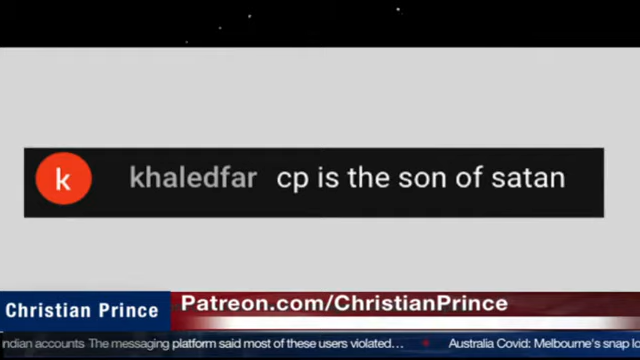 k khaledfar cp is the son of satan
Patreon.com/ChristianPrince
Christian Prince
ndian accounts The messaging platform said most of these users violated… Australia Covid: Melbourne's snap lo